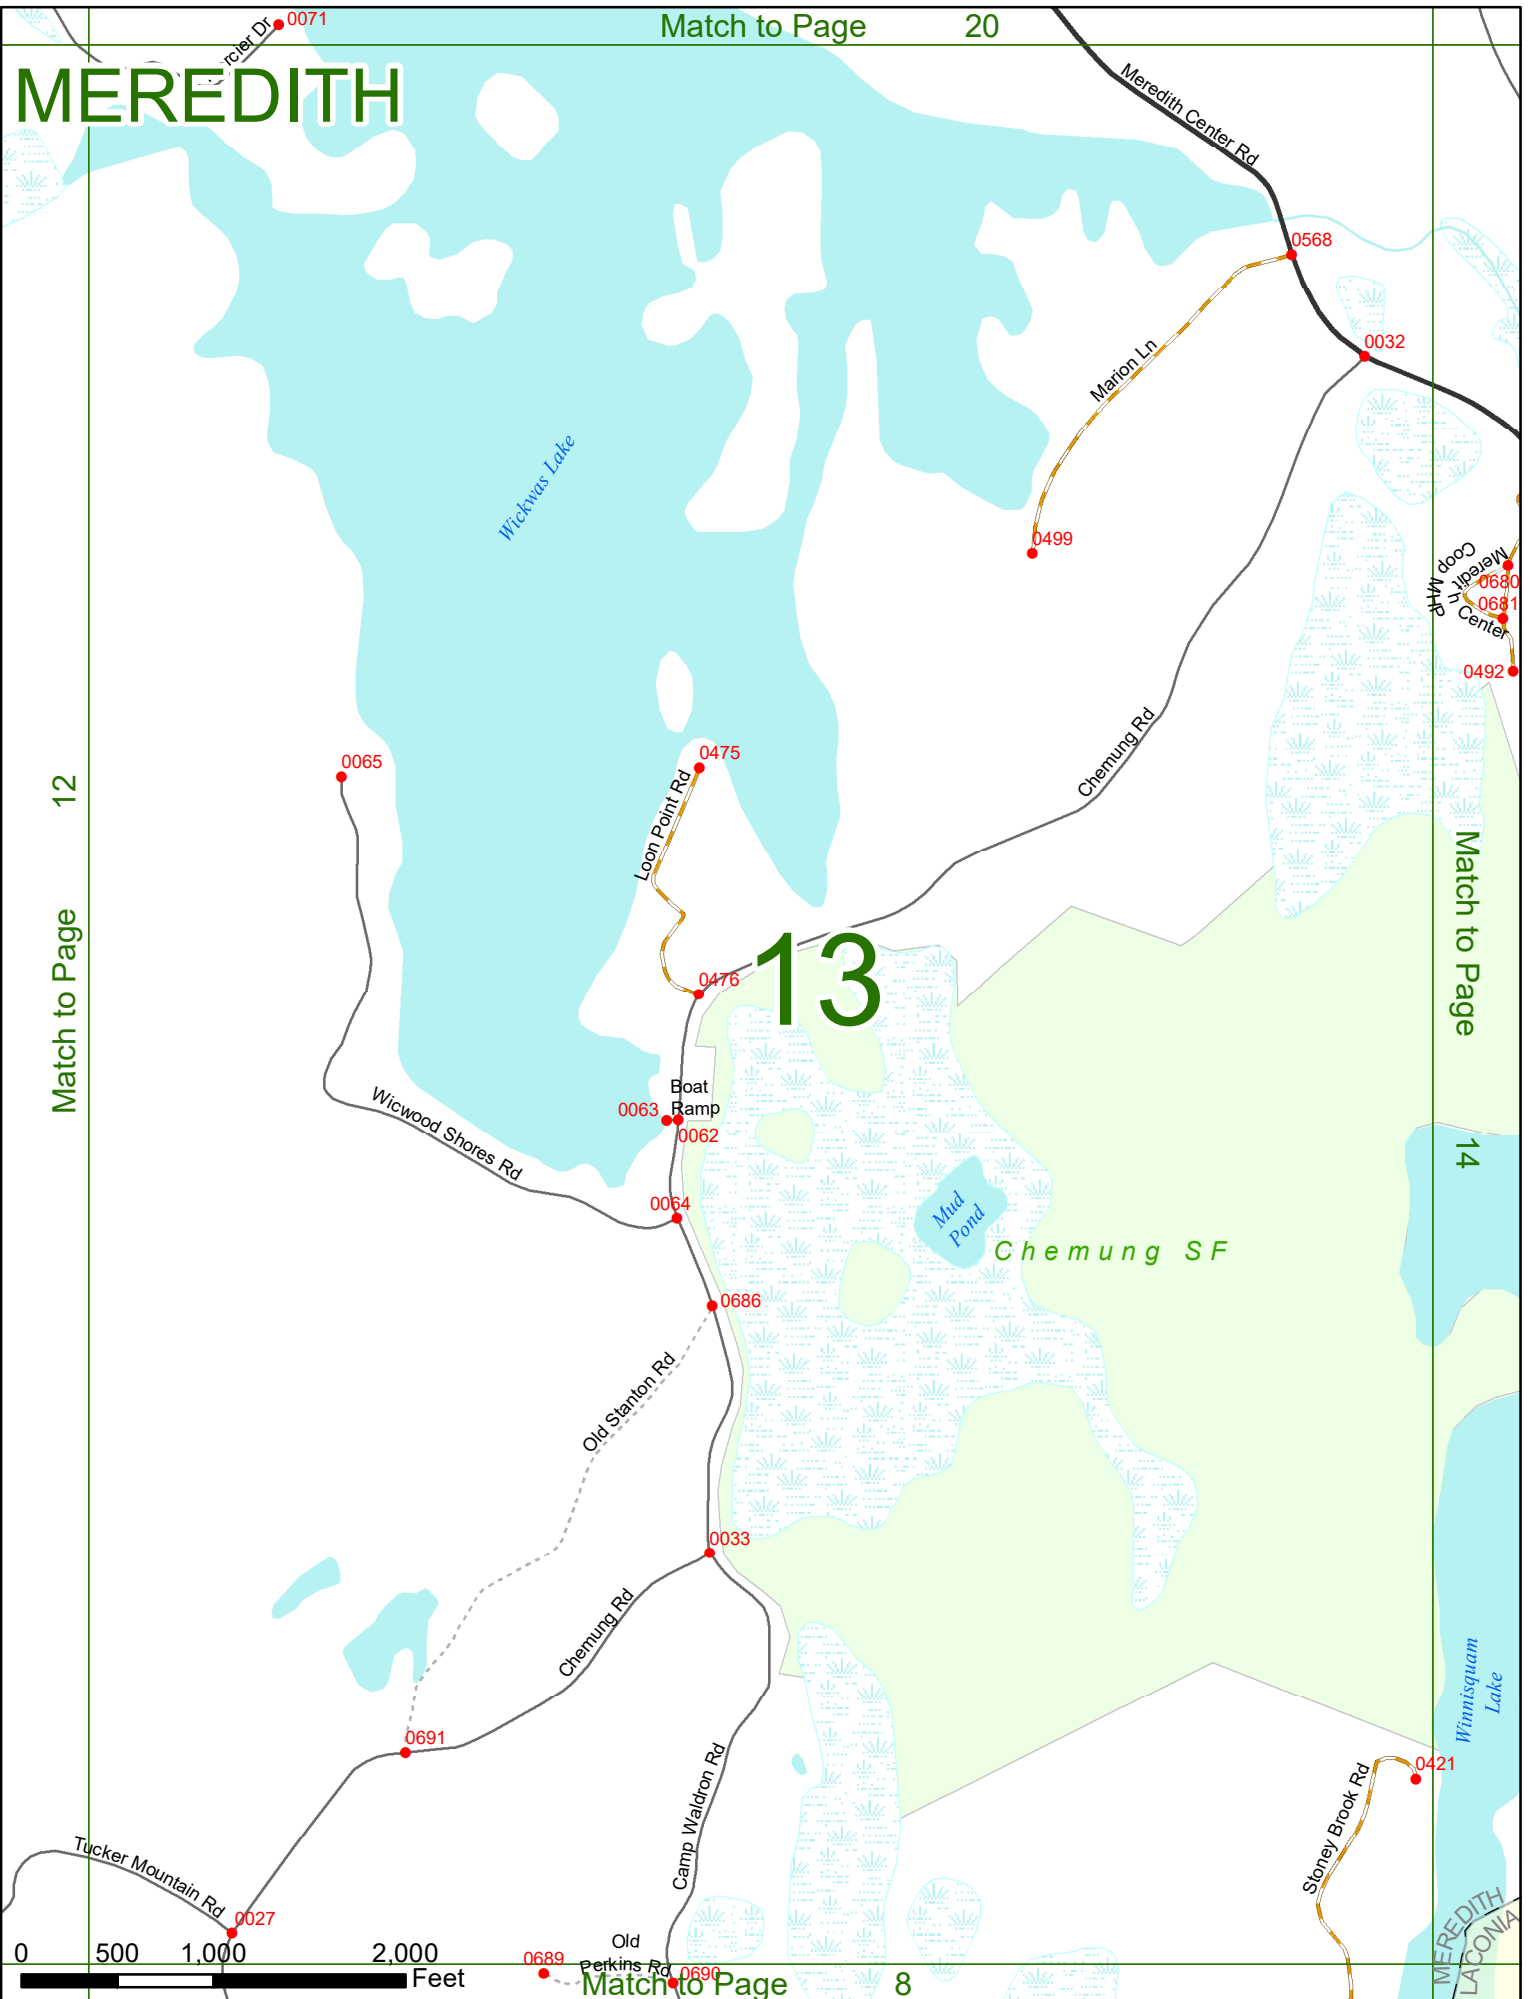 0071
Match to Page 20
MEREDITH
Meredith Center Rd
0568
0032
Marion Ln
Wickwas Lake
0499
Meredith Center
Coop MHP
0680
0681
0492
Chemung Rd
0065
0475
Loon Point Rd
Match to Page 12
Match to Page 14
13
0476
Boat
Ramp
0063
0062
Wicwood Shores Rd
0064
Mud
Pond
Chemung SF
0686
Old Stanton Rd
0033
Chemung Rd
0691
Winnisquam
Lake
0421
Stoney Brook Rd
Camp Waldron Rd
Tucker Mountain Rd
0027
0 500 1,000 2,000
Feet
Old
Perkins Rd
0689
0690
Match to Page 8
MEREDITH
LACONIA